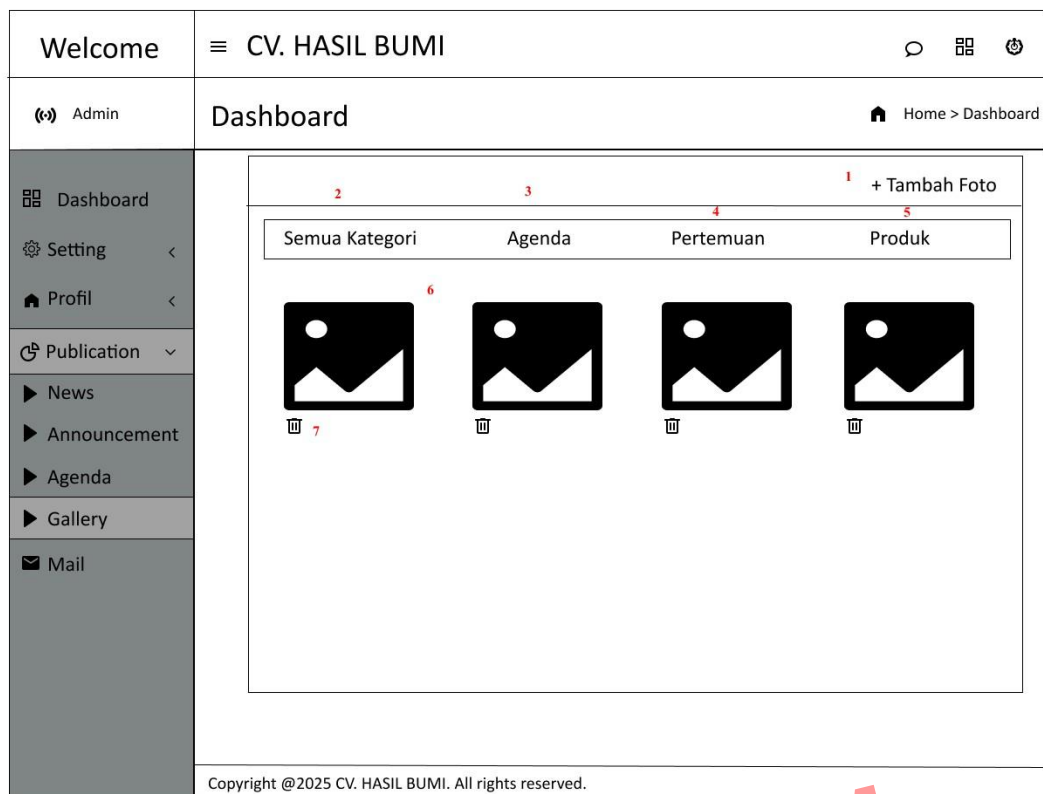 Welcome
CV. HASIL BUMI
Admin
Dashboard
Home > Dashboard
Dashboard
Setting
Profil
Publication
News
Announcement
Agenda
Gallery
Mail
1 + Tambah Foto
2 3 4 5
Semua Kategori Agenda Pertemuan Produk
6
7
Copyright @2025 CV. HASIL BUMI. All rights reserved.